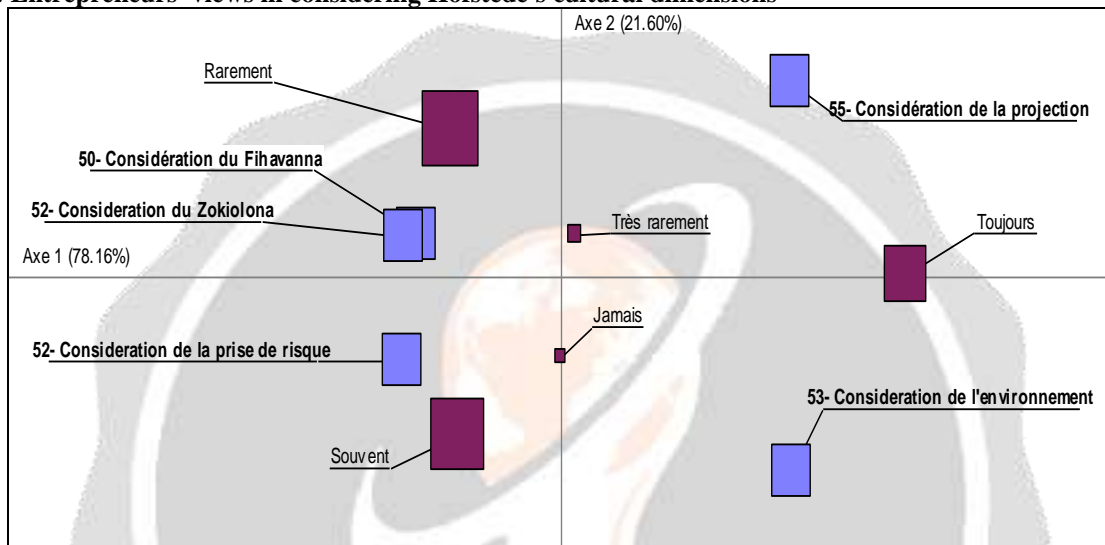 Entrepreneurs' views in considering Hofstede's cultural dimensions
Axe 2 (21.60%)
Rarement
55- Considération de la projection
50- Considération du Fihavanna
52- Consideration du Zokiolona
Très rarement
Toujours
Axe 1 (78.16%)
Jamais
52- Consideration de la prise de risque
53- Consideration de l'environnement
Souvent